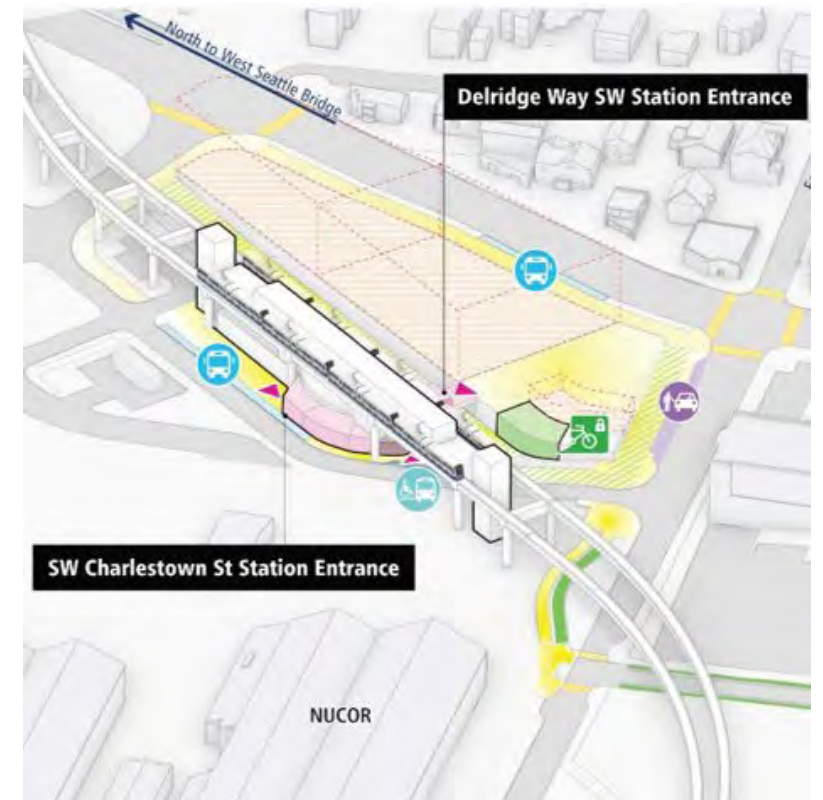 North to West Seattle Bridge
Delridge Way SW Station Entrance
SW Charlestown St Station Entrance
NUCOR